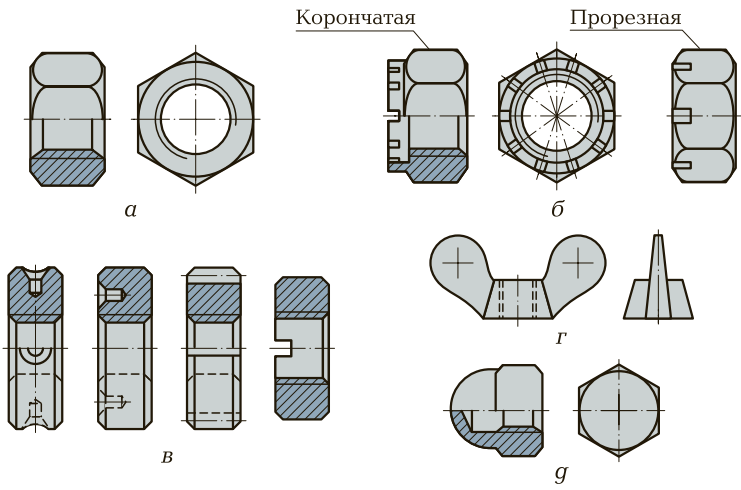 Корончатая
Прорезная
а
б
в
г
д